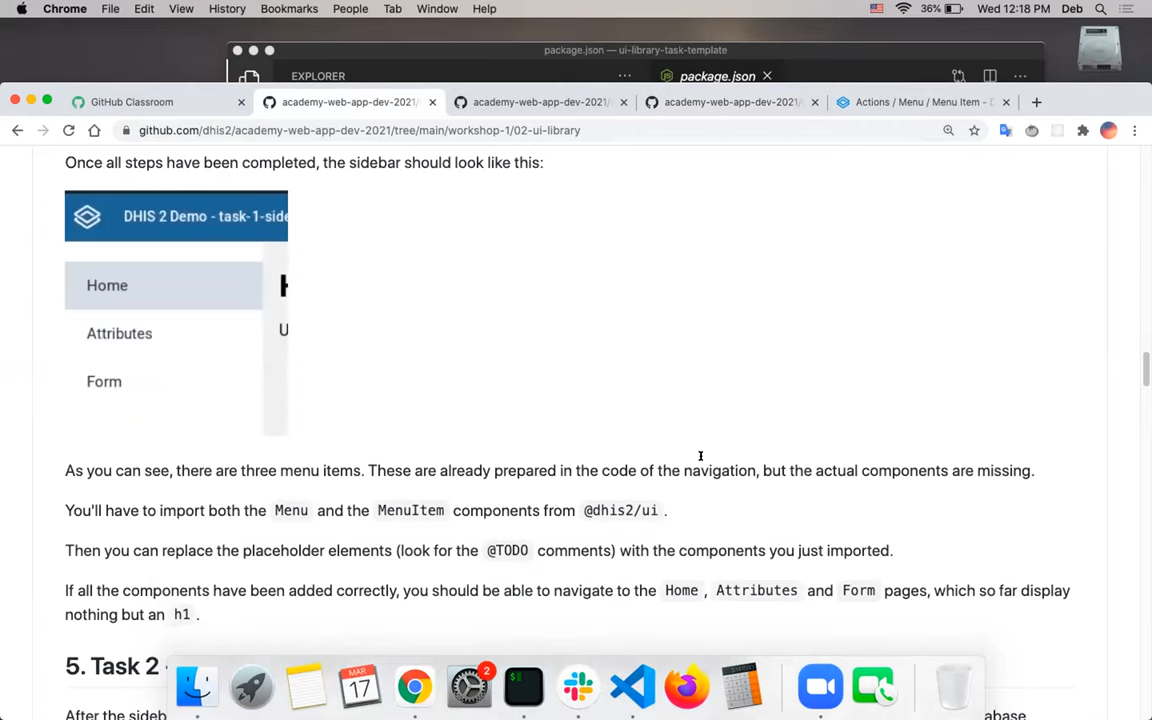 Chrome File Edit View History Bookmarks People Tab Window Help 36% Wed 12:18 PM Deb
package.json — ui-library-task-template
EXPLORER ··· package.json ···
GitHub Classroom academy-web-app-dev-2021/ academy-web-app-dev-2021/ academy-web-app-dev-2021/ Actions / Menu / Menu Item -
github.com/dhis2/academy-web-app-dev-2021/tree/main/workshop-1/02-ui-library
Once all steps have been completed, the sidebar should look like this:
DHIS 2 Demo - task-1-side
Home
Attributes
U
Form
As you can see, there are three menu items. These are already prepared in the code of the navigation, but the actual components are missing.
You'll have to import both the Menu and the MenuItem components from @dhis2/ui .
Then you can replace the placeholder elements (look for the @TODO comments) with the components you just imported.
If all the components have been added correctly, you should be able to navigate to the Home , Attributes and Form pages, which so far display
nothing but an h1 .
5. Task 2
MAR
17
2
After the sideb